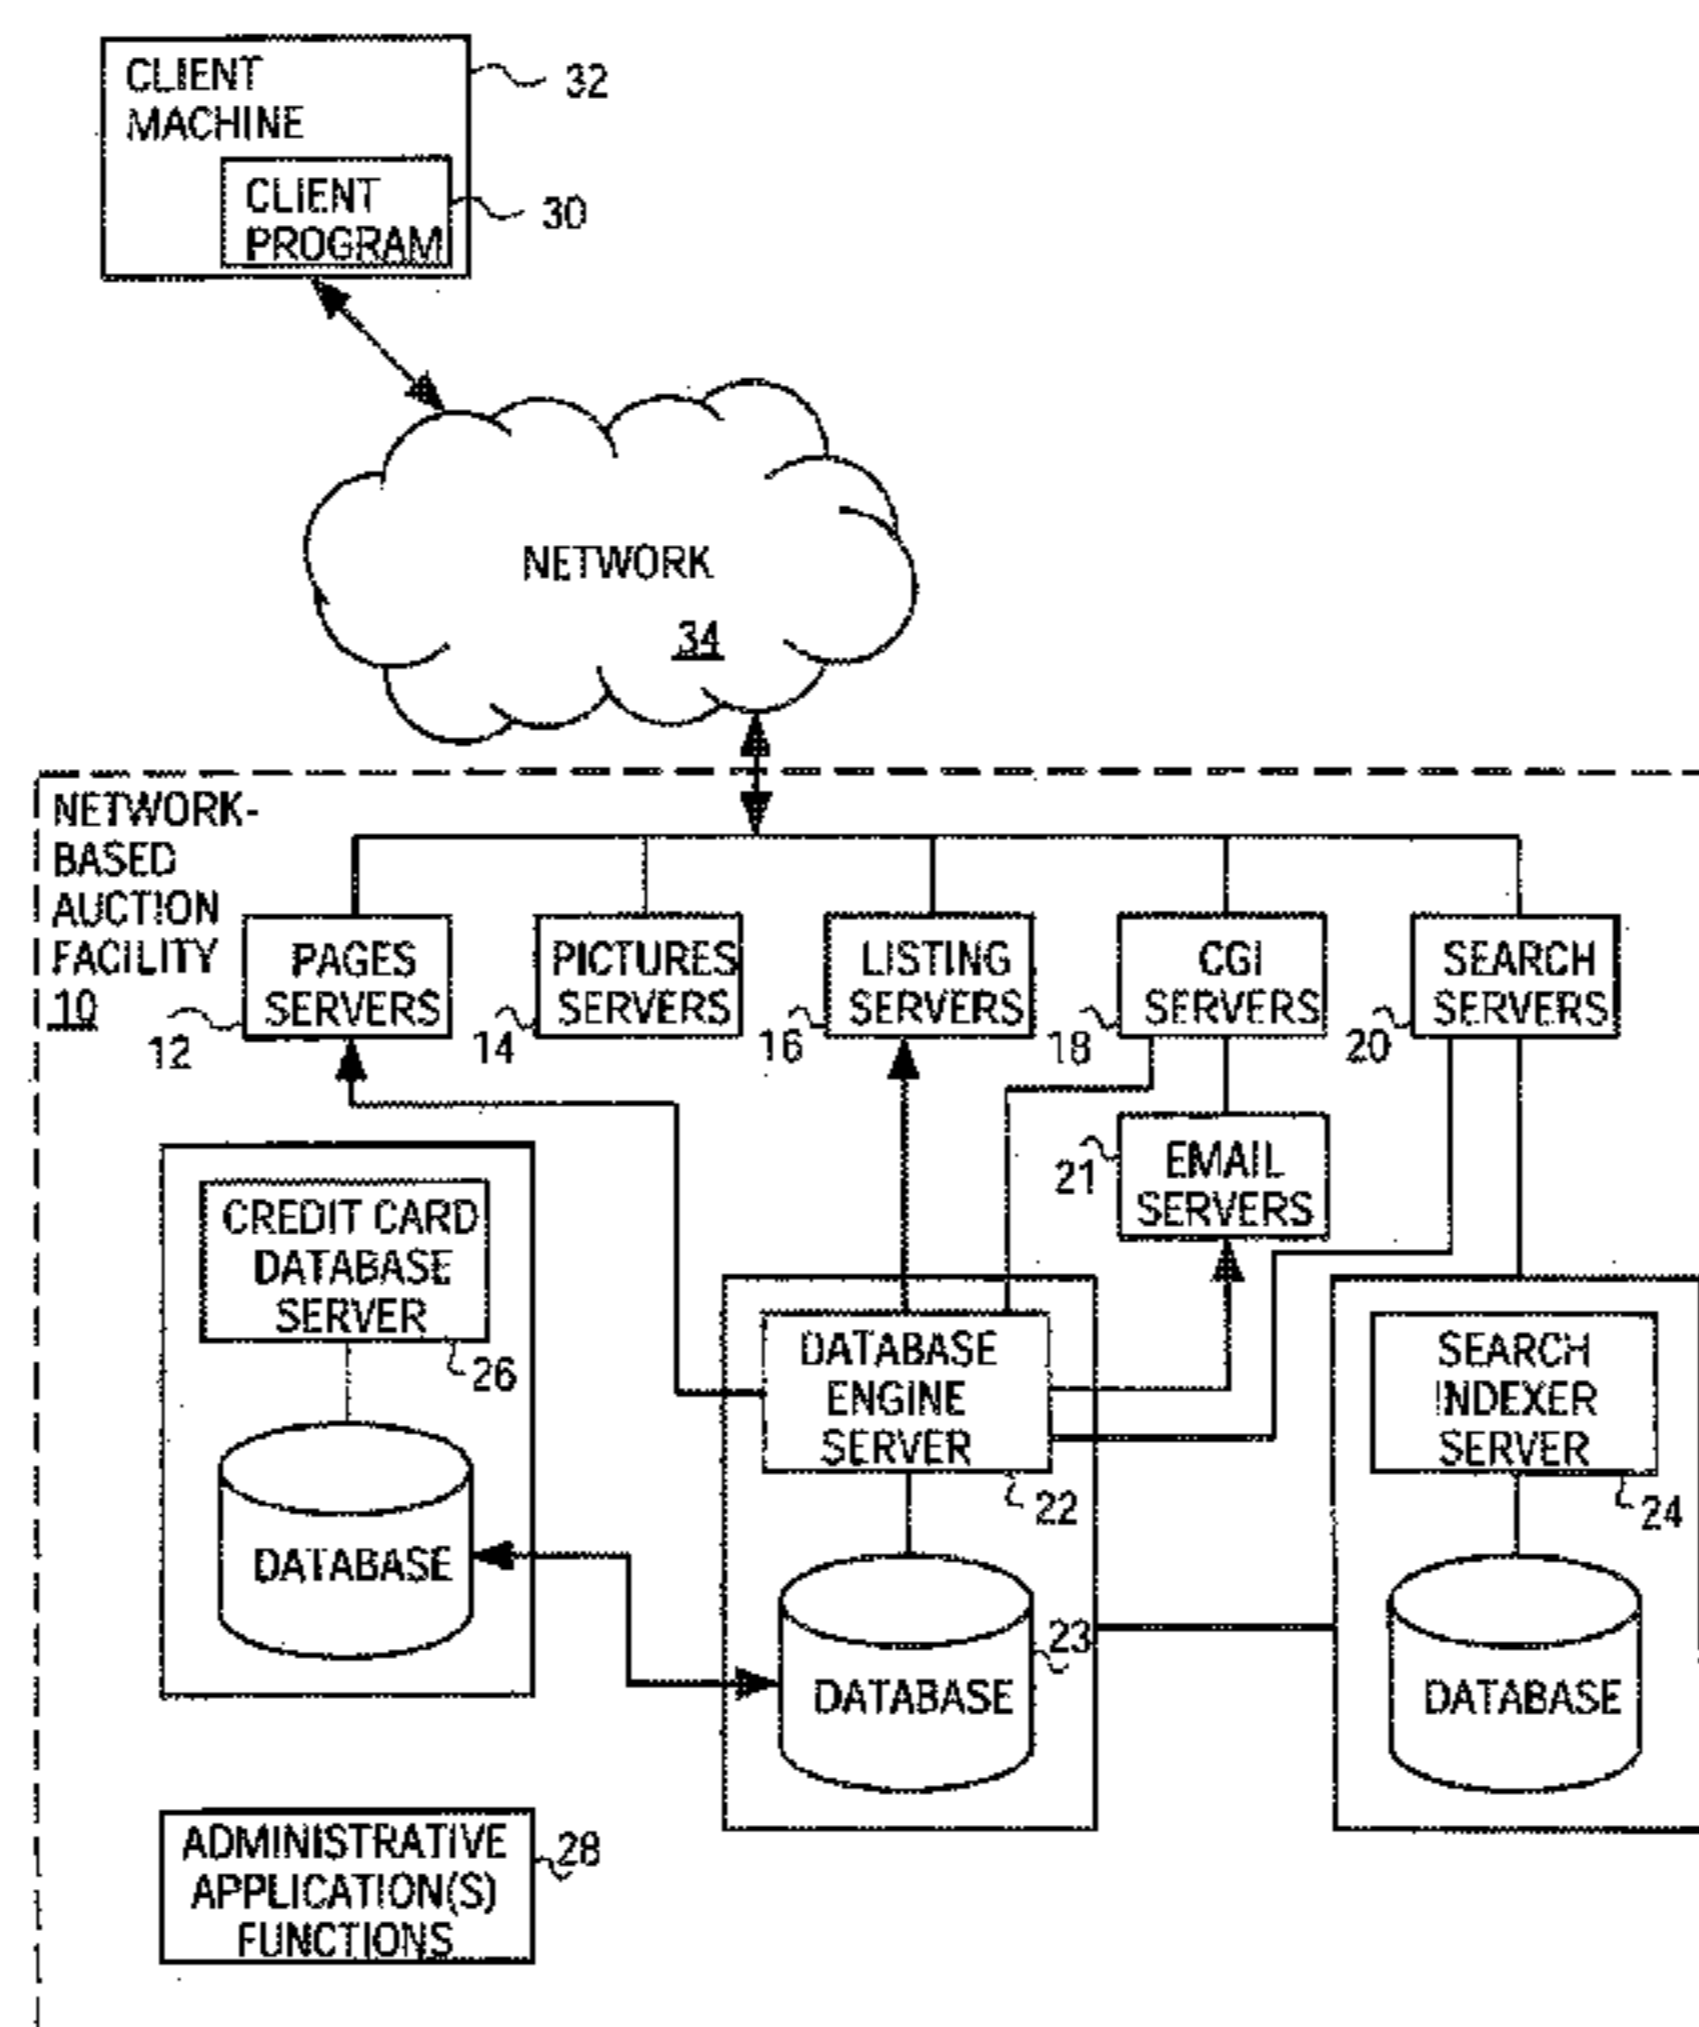 CLIENT
MACHINE
32
CLIENT
PROGRAM
30
NETWORK
34
NETWORK-
BASED
AUCTION
FACILITY
10
PAGES
SERVERS
12
PICTURES
SERVERS
14
LISTING
SERVERS
16
CGI
SERVERS
18
SEARCH
SERVERS
20
EMAIL
SERVERS
21
CREDIT CARD
DATABASE
SERVER
26
DATABASE
DATABASE
ENGINE
SERVER
22
DATABASE
23
SEARCH
INDEXER
SERVER
24
DATABASE
ADMINISTRATIVE
APPLICATION(S)
FUNCTIONS
28